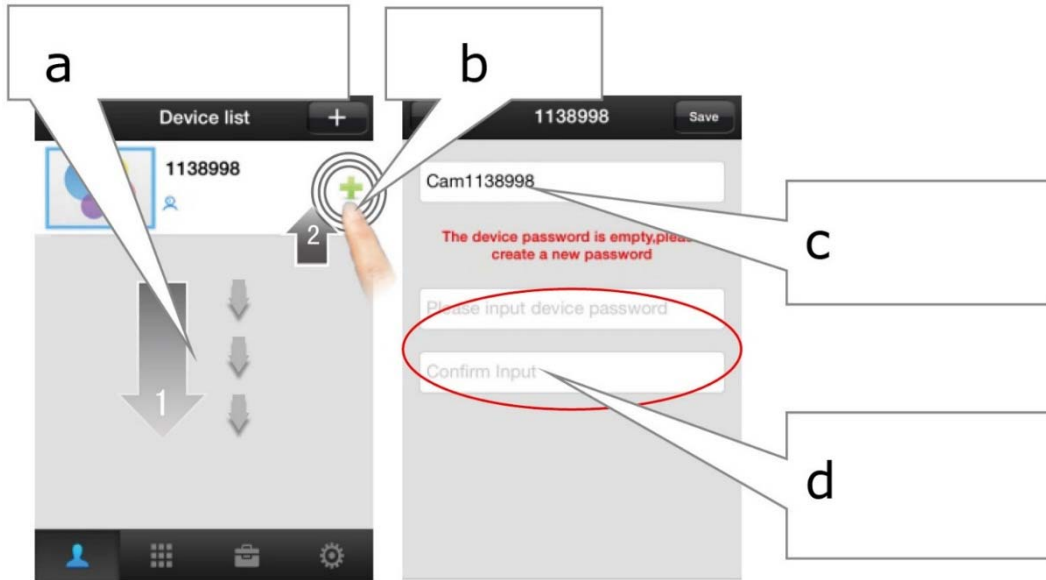 a
b
Device list +
1138998
2
1
1138998 Save
Cam1138998
c
The device password is empty,
create a new password
Please input device password
Confirm Input
d